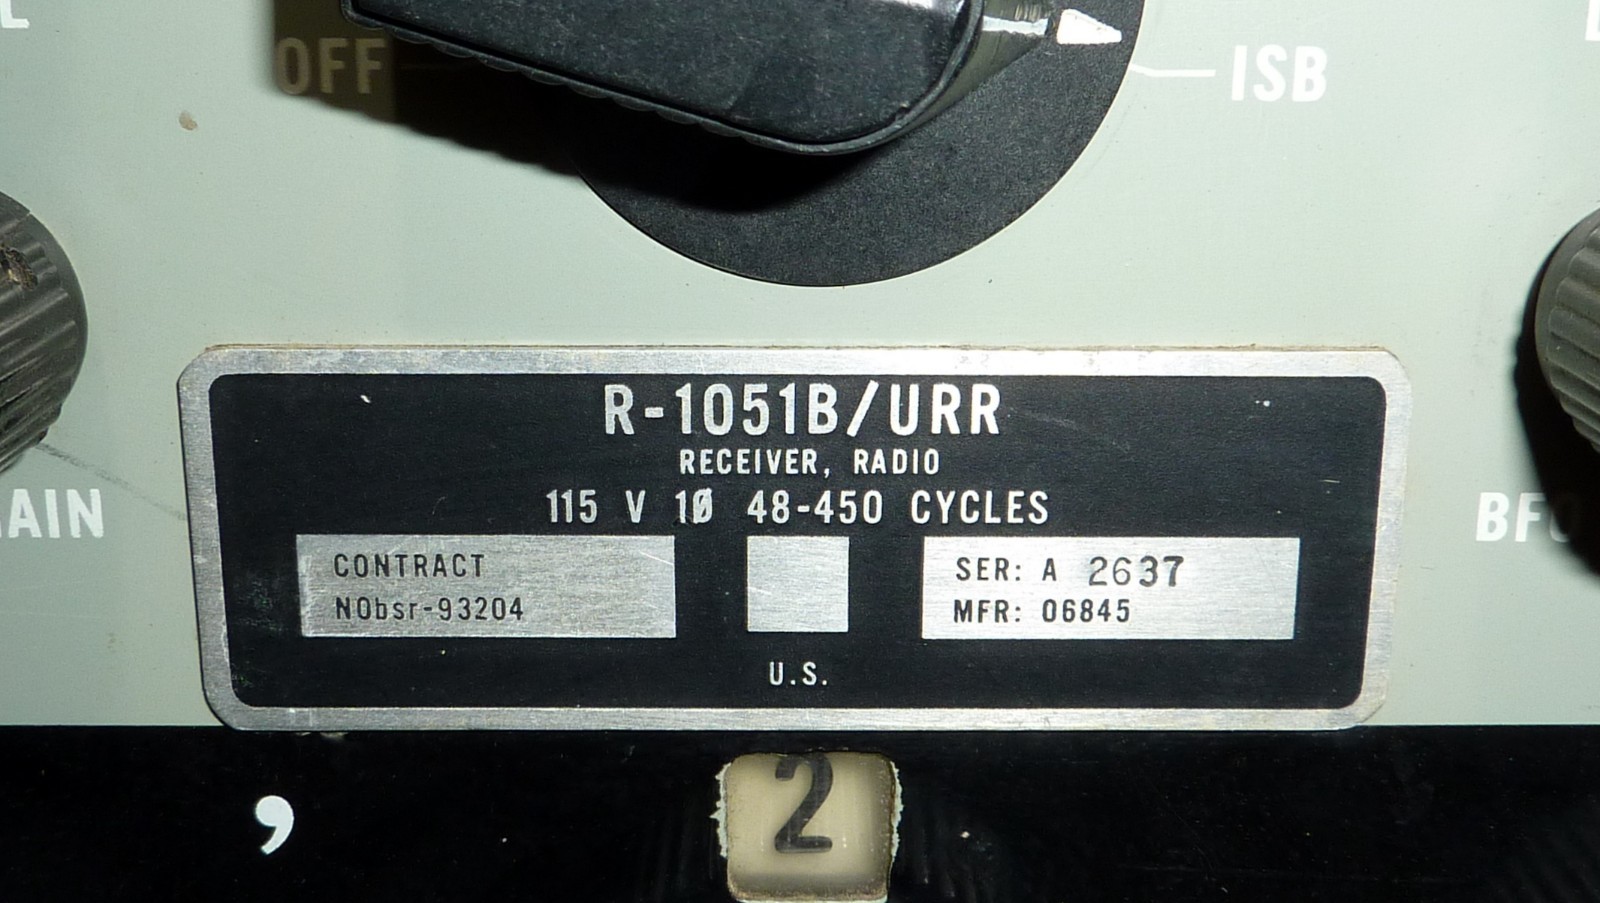 OFF
ISB
R-1051B/URR
RECEIVER, RADIO
115 V 1Ø 48-450 CYCLES
CONTRACT
NObsr-93204
SER: A 2637
MFR: 06845
U.S.
AIN
BFO
,
2